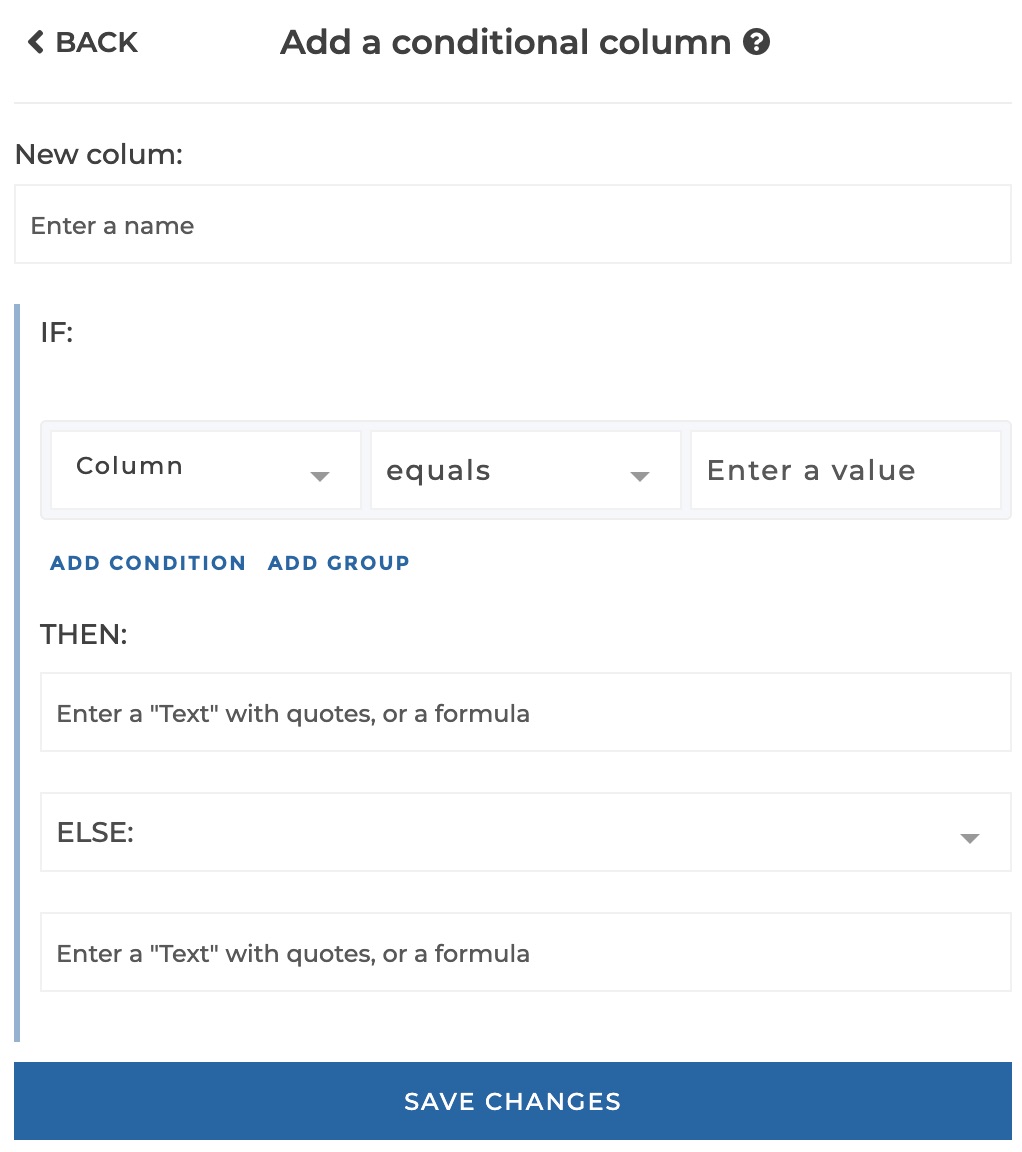 BACK Add a conditional column ?
New colum:
Enter a name
IF:
Column equals Enter a value
ADD CONDITION ADD GROUP
THEN:
Enter a "Text" with quotes, or a formula
ELSE:
Enter a "Text" with quotes, or a formula
SAVE CHANGES